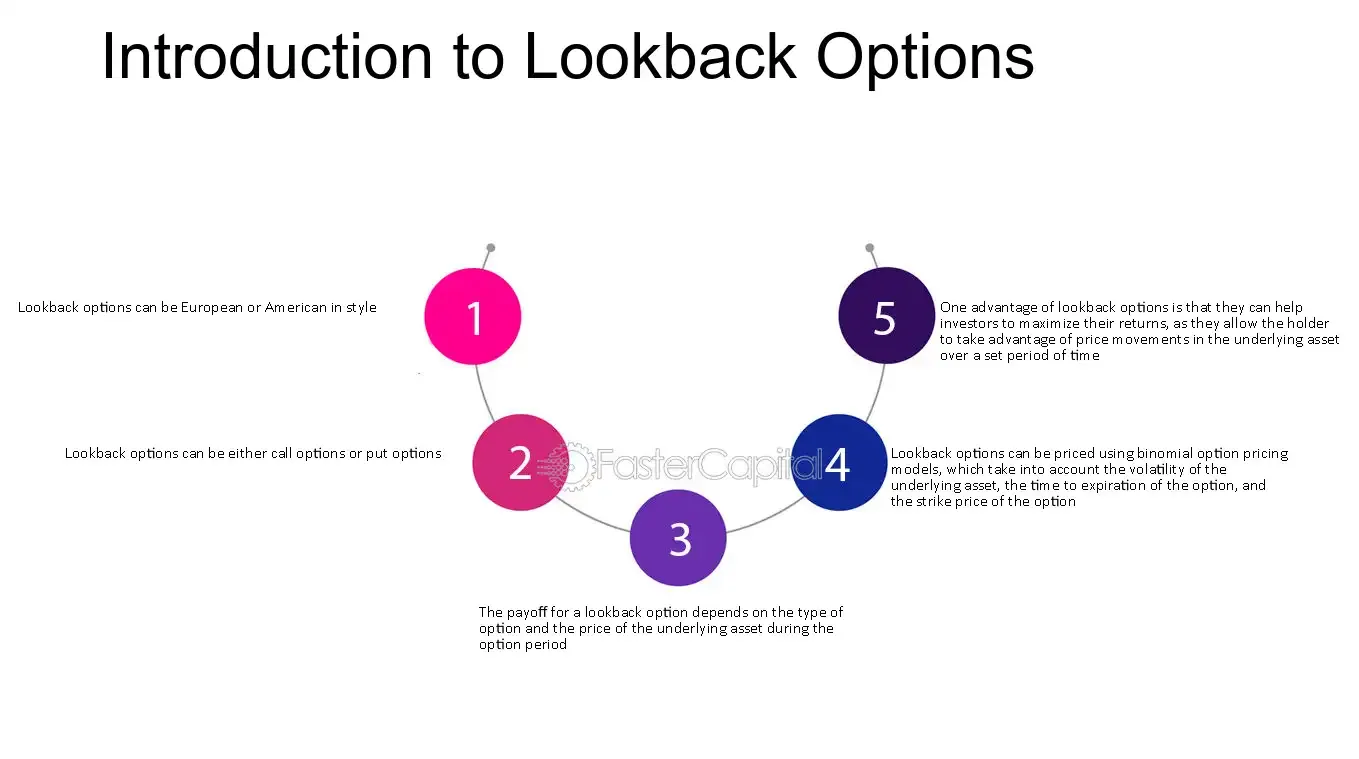 Introduction to Lookback Options
1
Lookback options can be European or American in style
2
Lookback options can be either call options or put options
3
The payoff for a lookback option depends on the type of
option and the price of the underlying asset during the
option period
4
Lookback options can be priced using binomial option pricing
models, which take into account the volatility of the
underlying asset, the time to expiration of the option, and
the strike price of the option
5
One advantage of lookback options is that they can help
investors to maximize their returns, as they allow the holder
to take advantage of price movements in the underlying asset
over a set period of time
FasterCapital